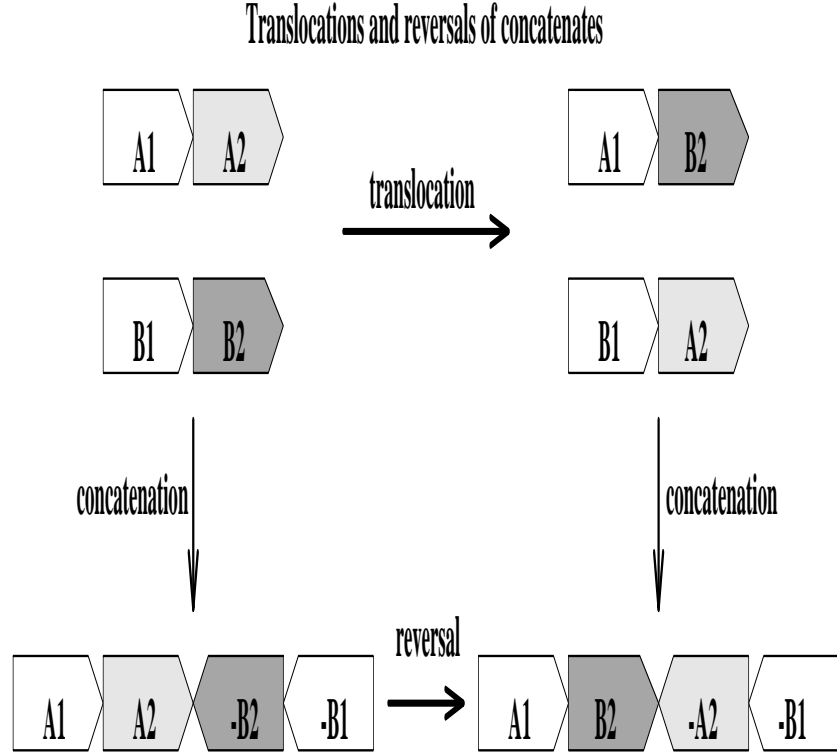 Translocations and reversals of concatenates
A1 A2
A1 B2
translocation
B1 B2
B1 A2
concatenation
concatenation
reversal
A1 A2 -B2 -B1
A1 B2 -A2 -B1